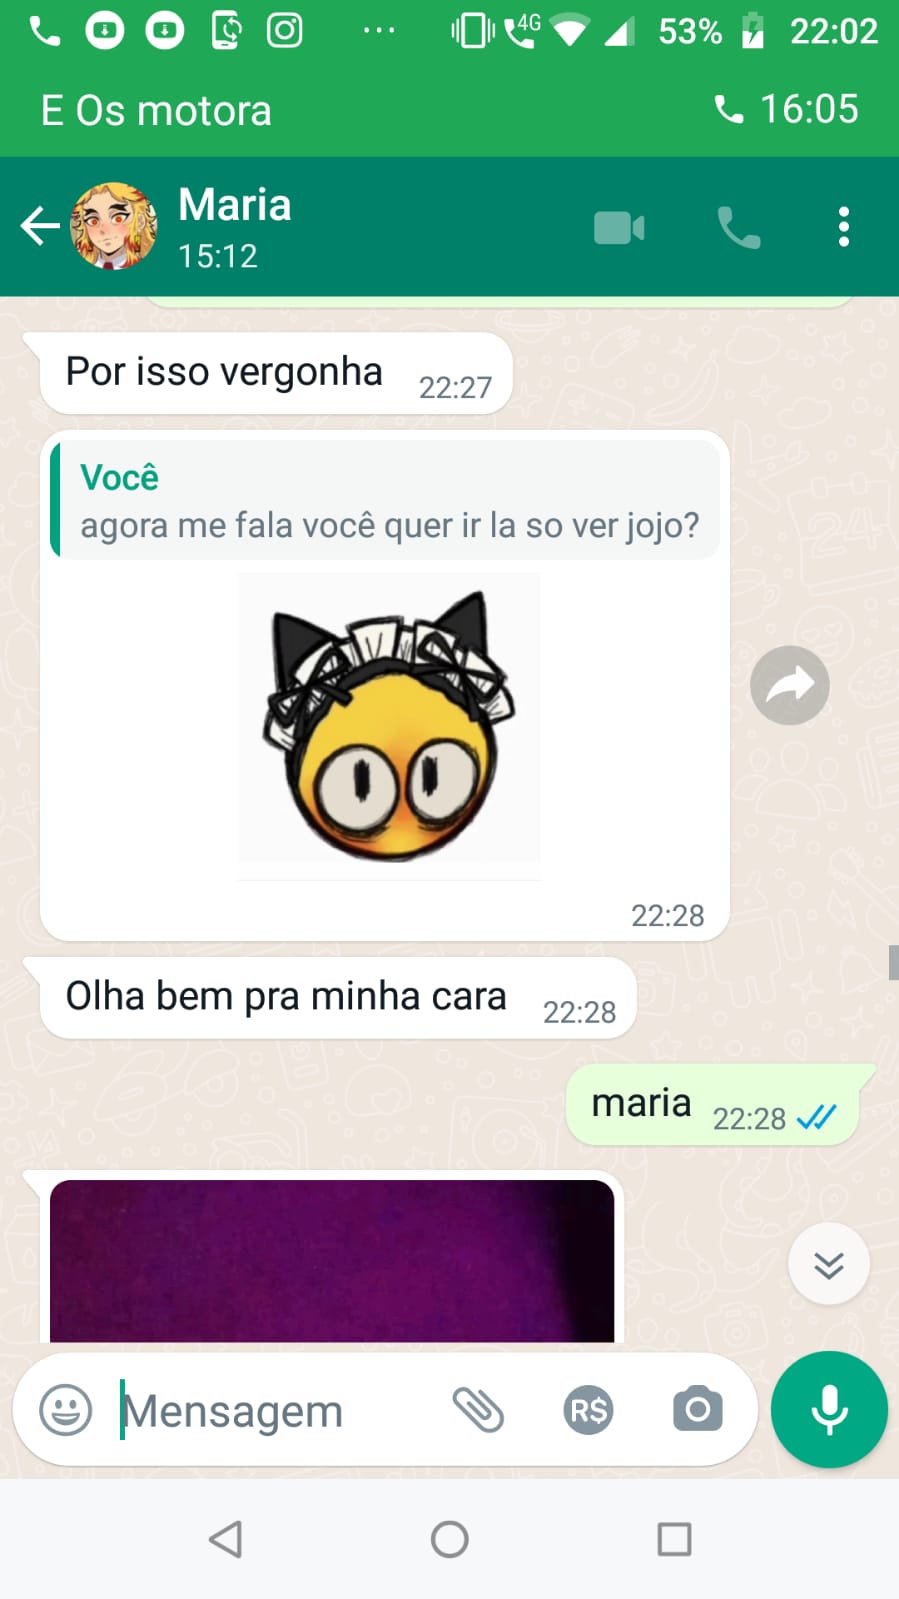 4G 53% 22:02
E Os motora 16:05
Maria
15:12
Por isso vergonha 22:27
Você
agora me fala você quer ir la so ver jojo?
22:28
Olha bem pra minha cara 22:28
maria 22:28
Mensagem R$